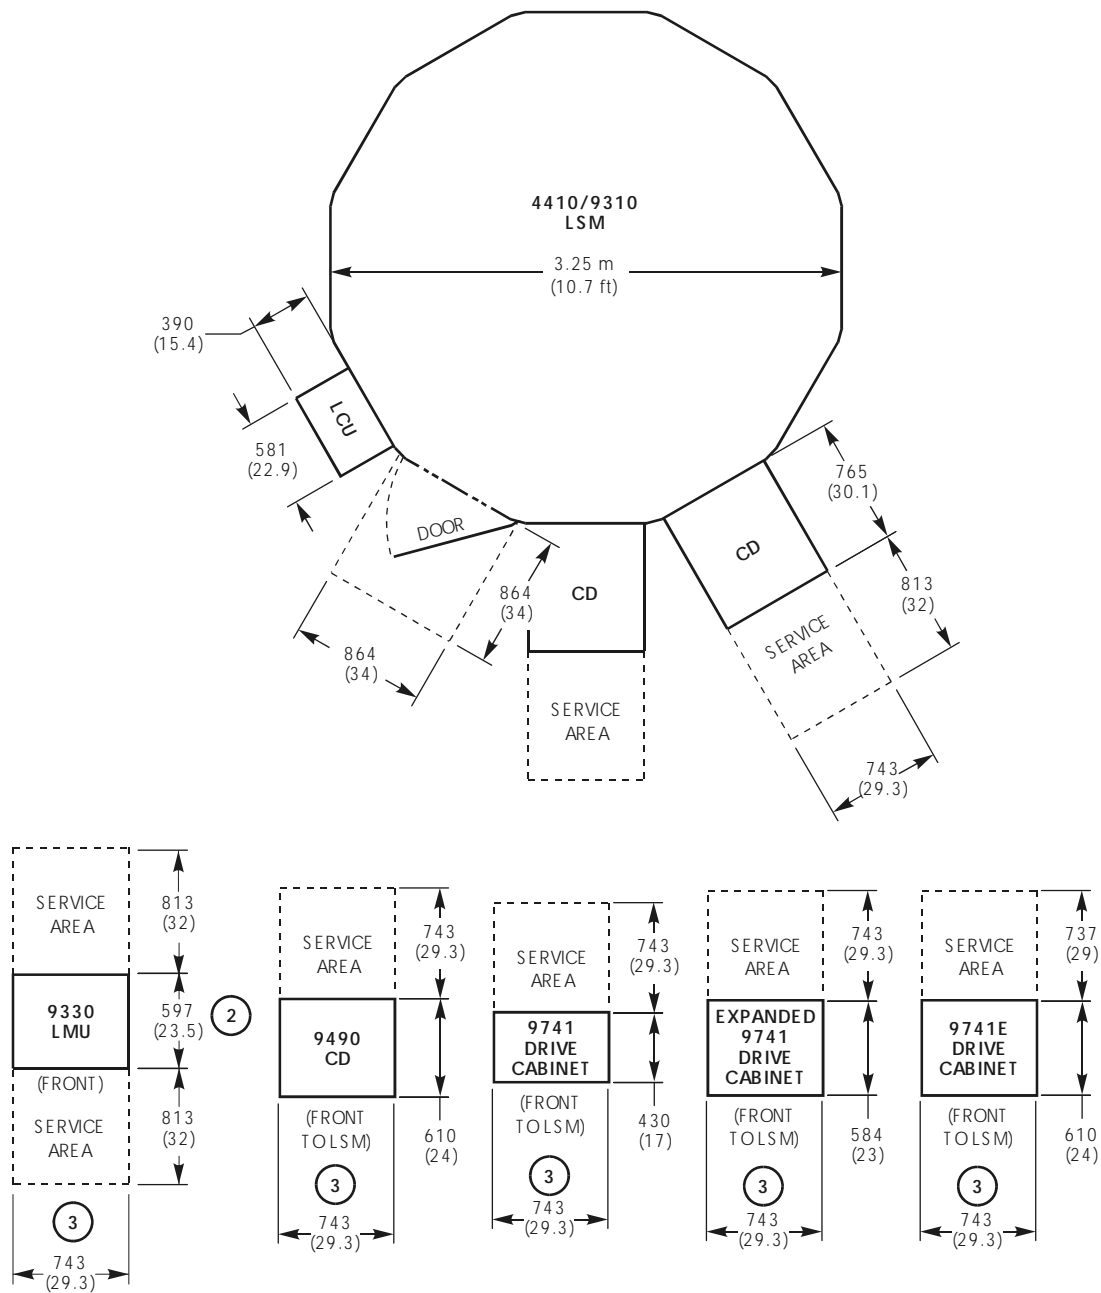 4410/9310
LSM
3.25 m
(10.7 ft)
390
(15.4)
LCU
581
(22.9)
DOOR
864
(34)
864
(34)
CD
SERVICE
AREA
CD
765
(30.1)
813
(32)
SERVICE
AREA
743
(29.3)
SERVICE
AREA
813
(32)
9330
LMU
597
(23.5)
2
(FRONT)
SERVICE
AREA
813
(32)
3
743
(29.3)
SERVICE
AREA
743
(29.3)
9490
CD
(FRONT
TO LSM)
610
(24)
3
743
(29.3)
SERVICE
AREA
743
(29.3)
9741
DRIVE
CABINET
(FRONT
TO LSM)
430
(17)
3
743
(29.3)
SERVICE
AREA
743
(29.3)
EXPANDED
9741
DRIVE
CABINET
(FRONT
TO LSM)
584
(23)
3
743
(29.3)
SERVICE
AREA
737
(29)
9741E
DRIVE
CABINET
(FRONT
TO LSM)
610
(24)
3
743
(29.3)